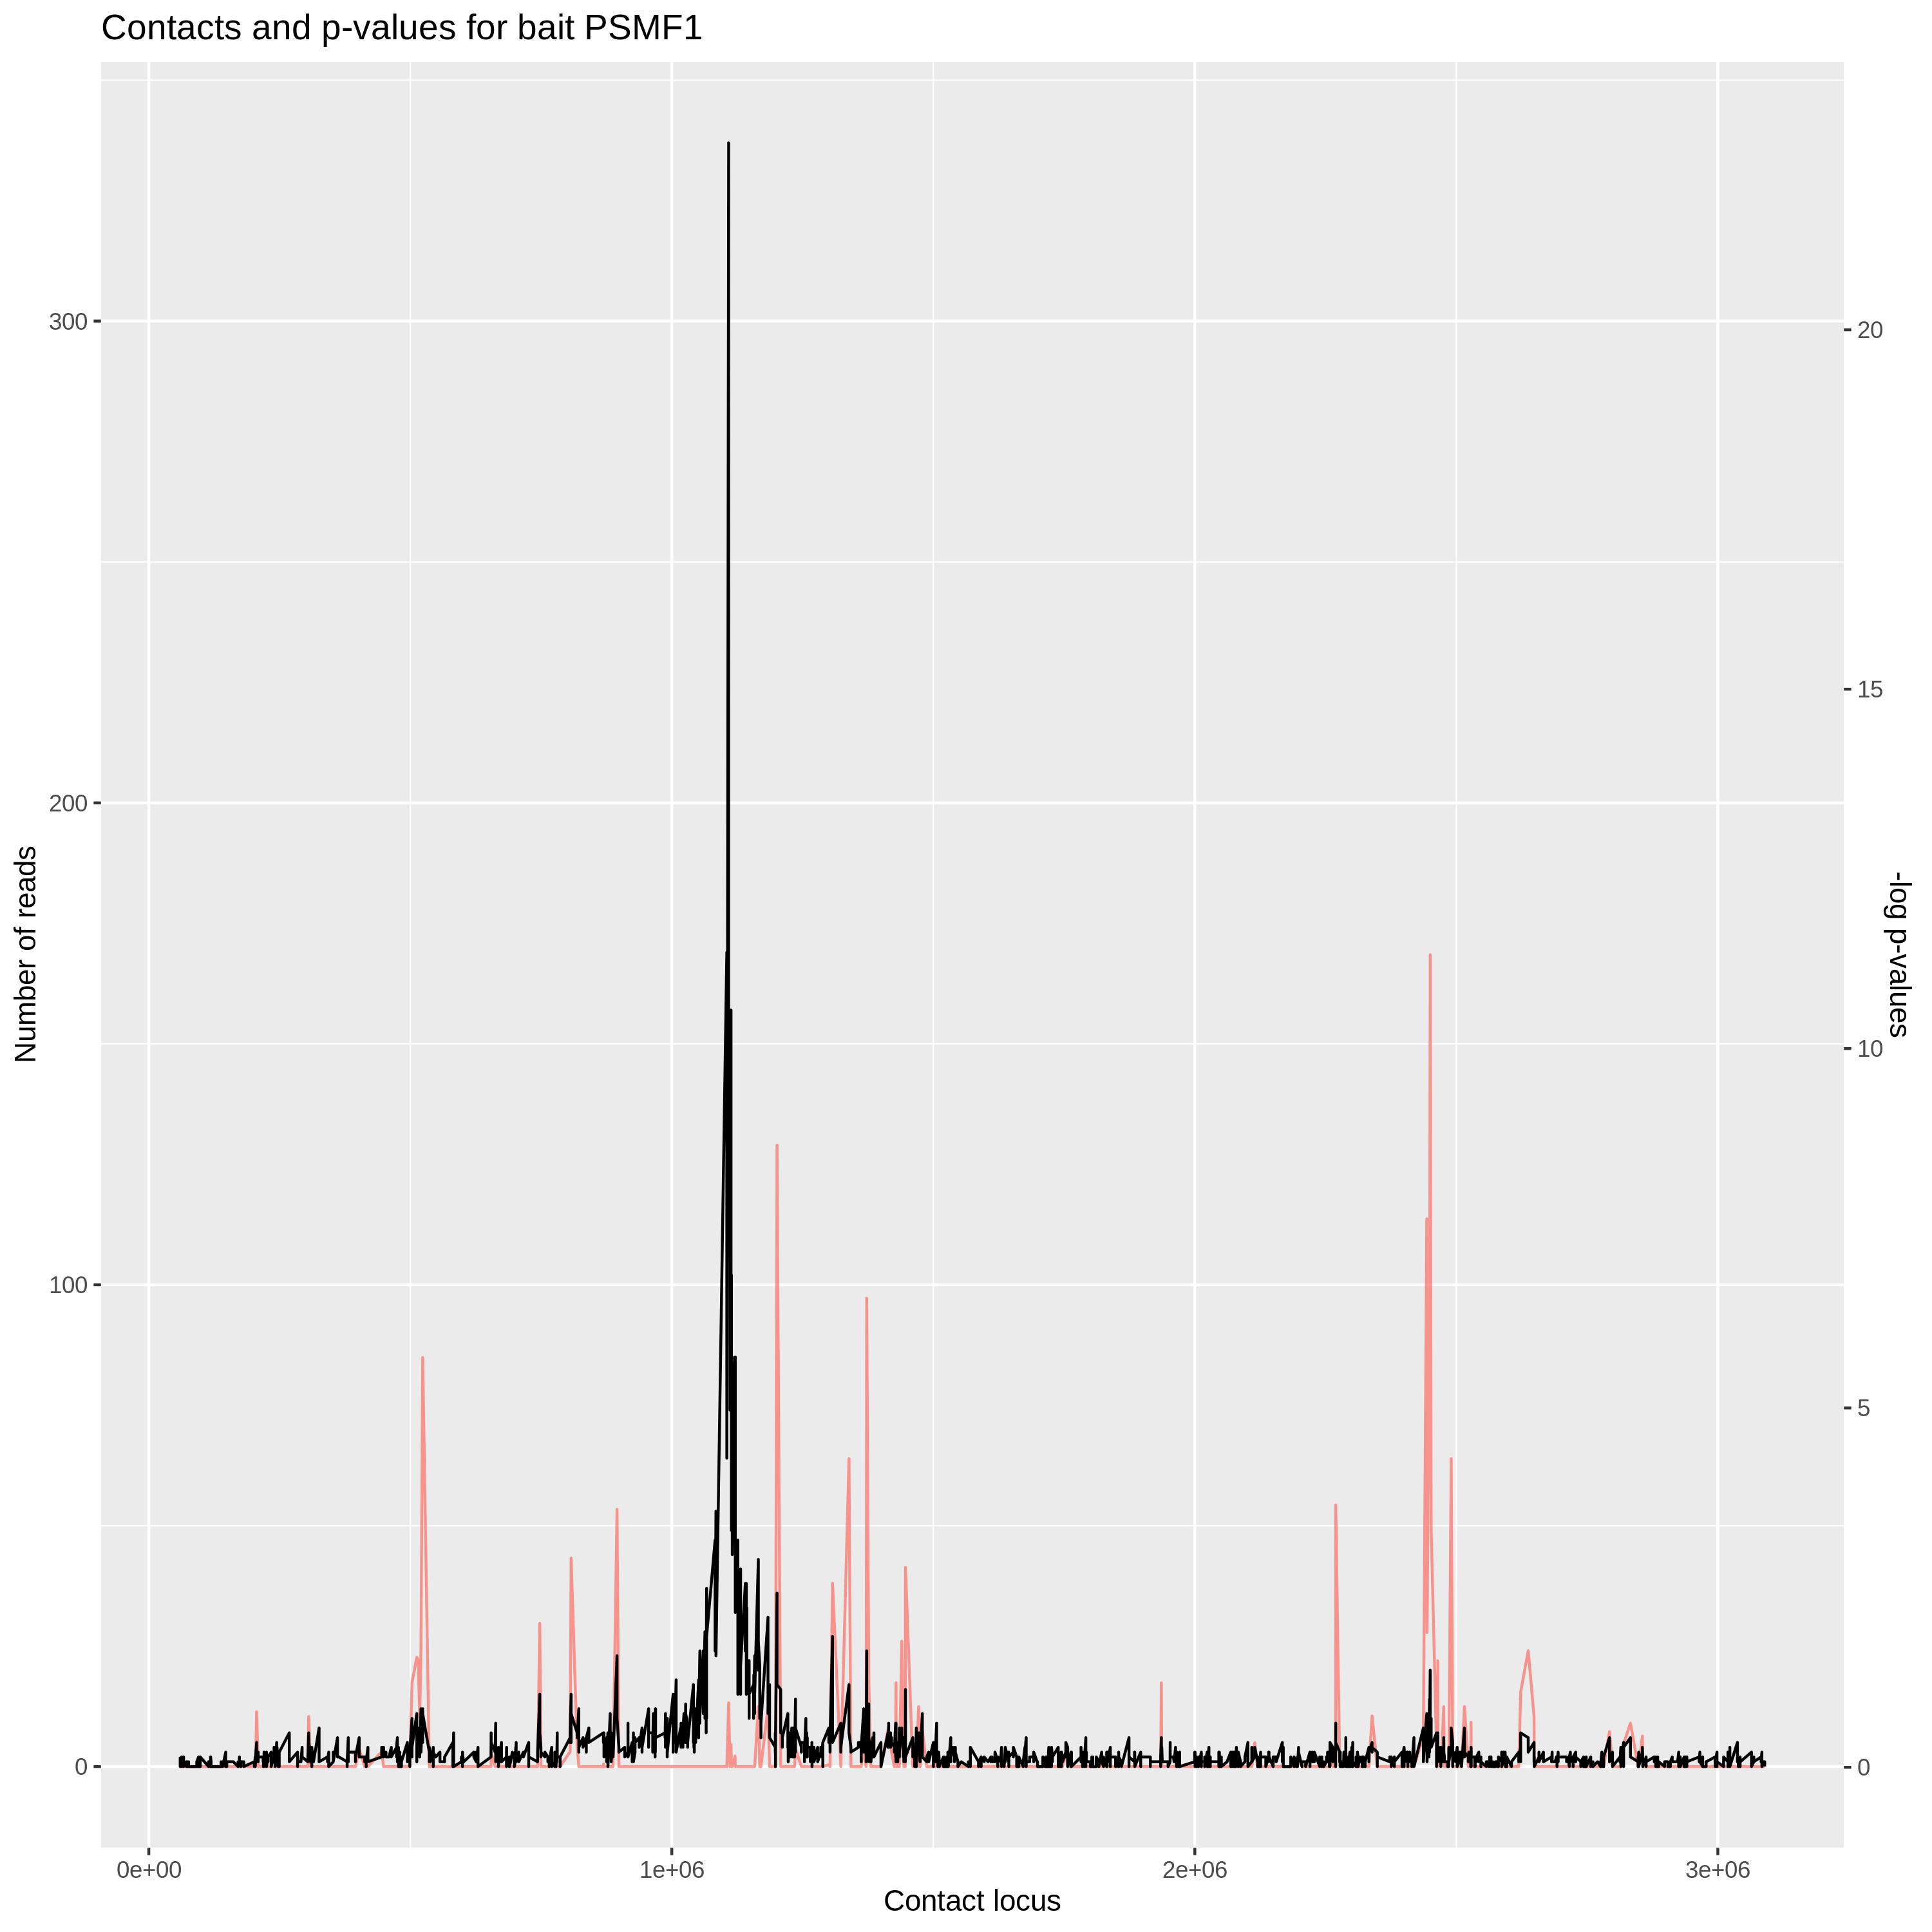 Contacts and p-values for bait PSMF1
Number of reads
300
200
100
0
20
15
10
5
0
-log p-values
0e+00 1e+06 2e+06 3e+06
Contact locus